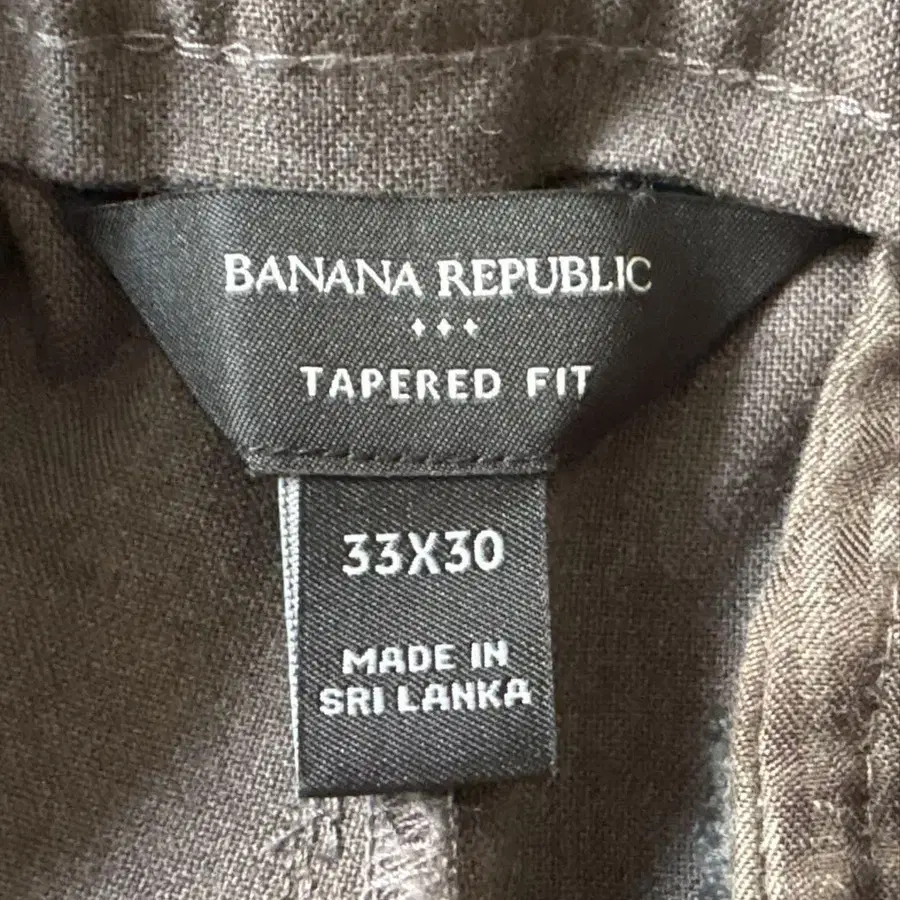 BANANA REPUBLIC
TAPERED FIT
33X30
MADE IN
SRI LANKA